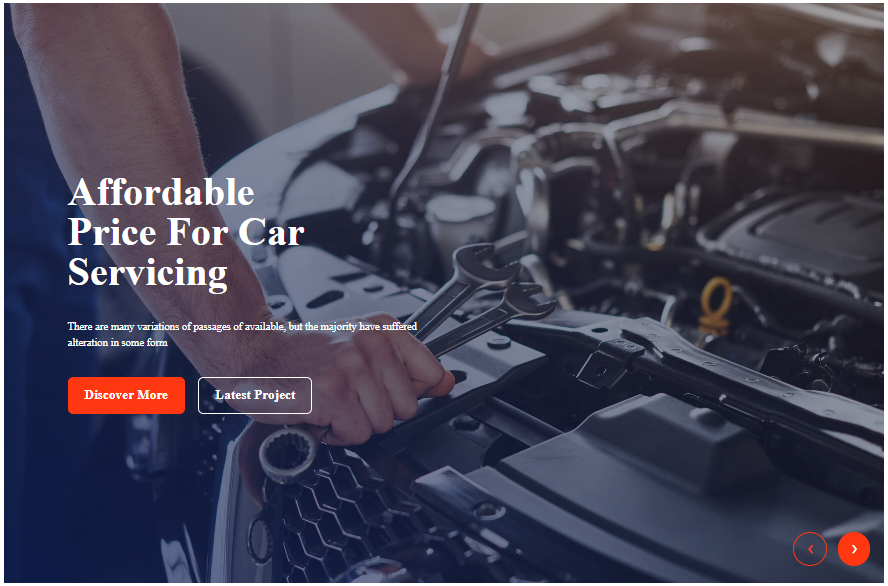 Affordable
Price For Car
Servicing
There are many variations of passages of available, but the majority have suffered
alteration in some form
Discover More
Latest Project